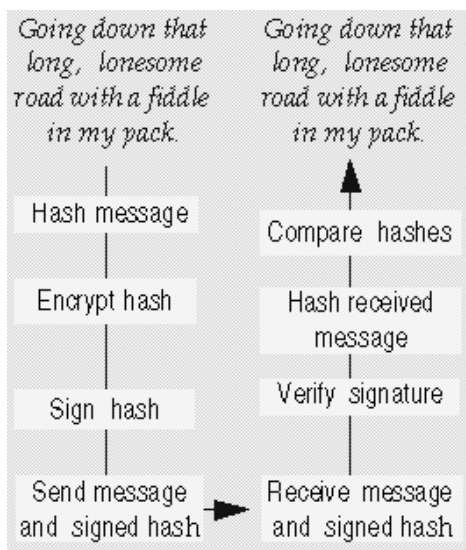 Going down that
long, lonesome
road with a fiddle
in my pack.
Hash message
Encrypt hash
Sign hash
Send message
and signed hash
Going down that
long, lonesome
road with a fiddle
in my pack.
Compare hashes
Hash received
message
Verify signature
Receive message
and signed hash